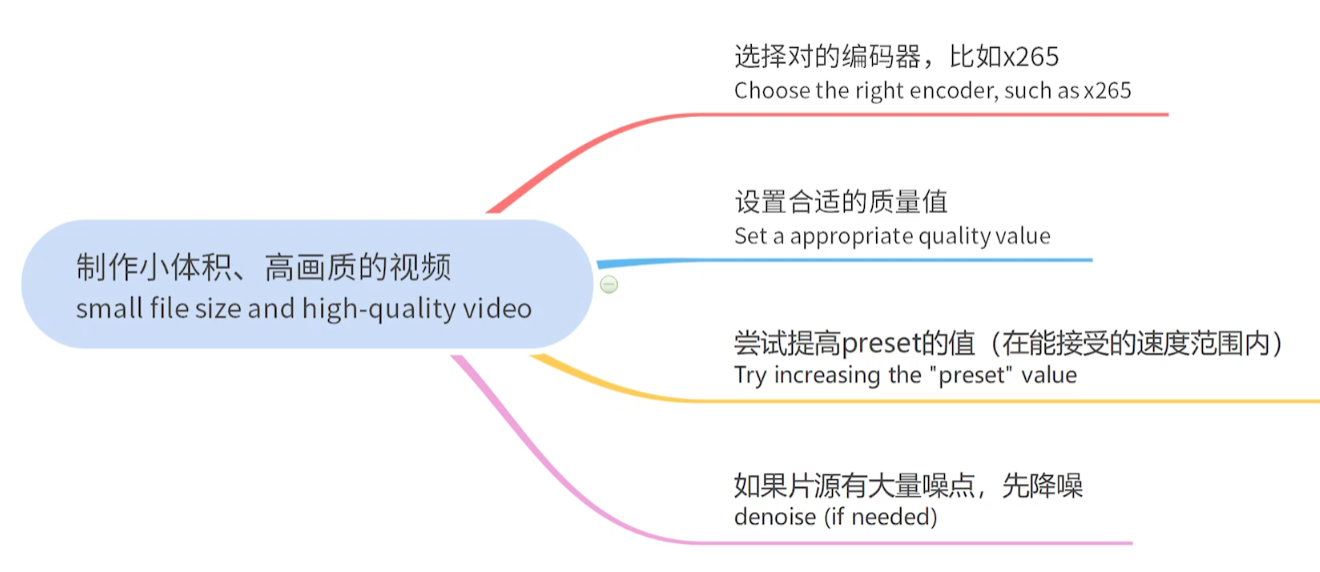 制作小体积、高画质的视频
small file size and high-quality video
选择对的编码器，比如x265
Choose the right encoder, such as x265
设置合适的质量值
Set a appropriate quality value
尝试提高preset的值（在能接受的速度范围内）
Try increasing the "preset" value
如果片源有大量噪点，先降噪
denoise (if needed)